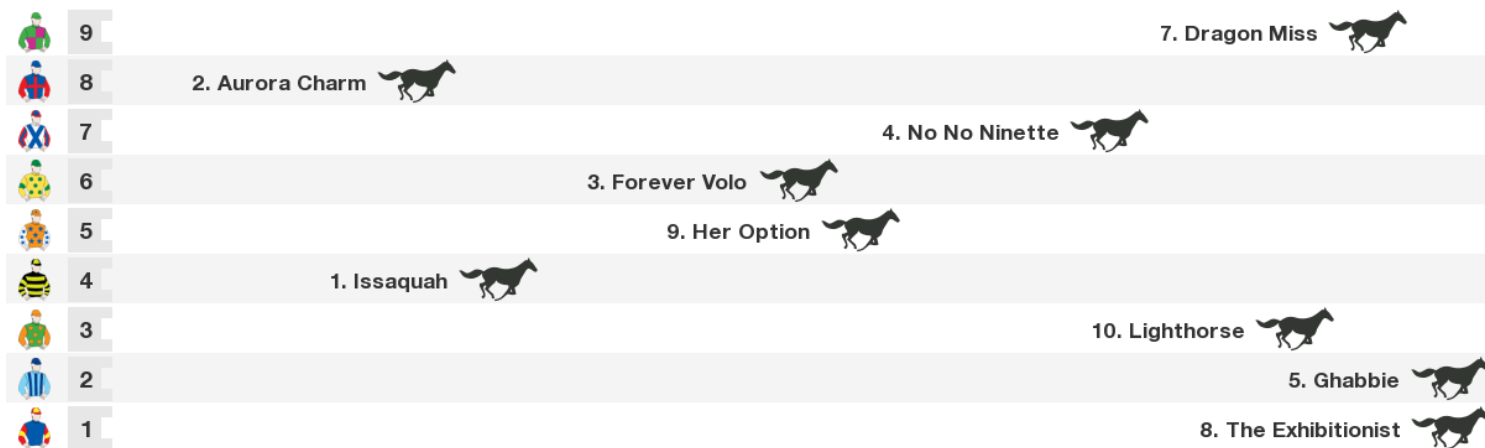 9 7. Dragon Miss
8 2. Aurora Charm
7 4. No No Ninette
6 3. Forever Volo
5 9. Her Option
4 1. Issaquah
3 10. Lighthorse
2 5. Ghabbie
1 8. The Exhibitionist